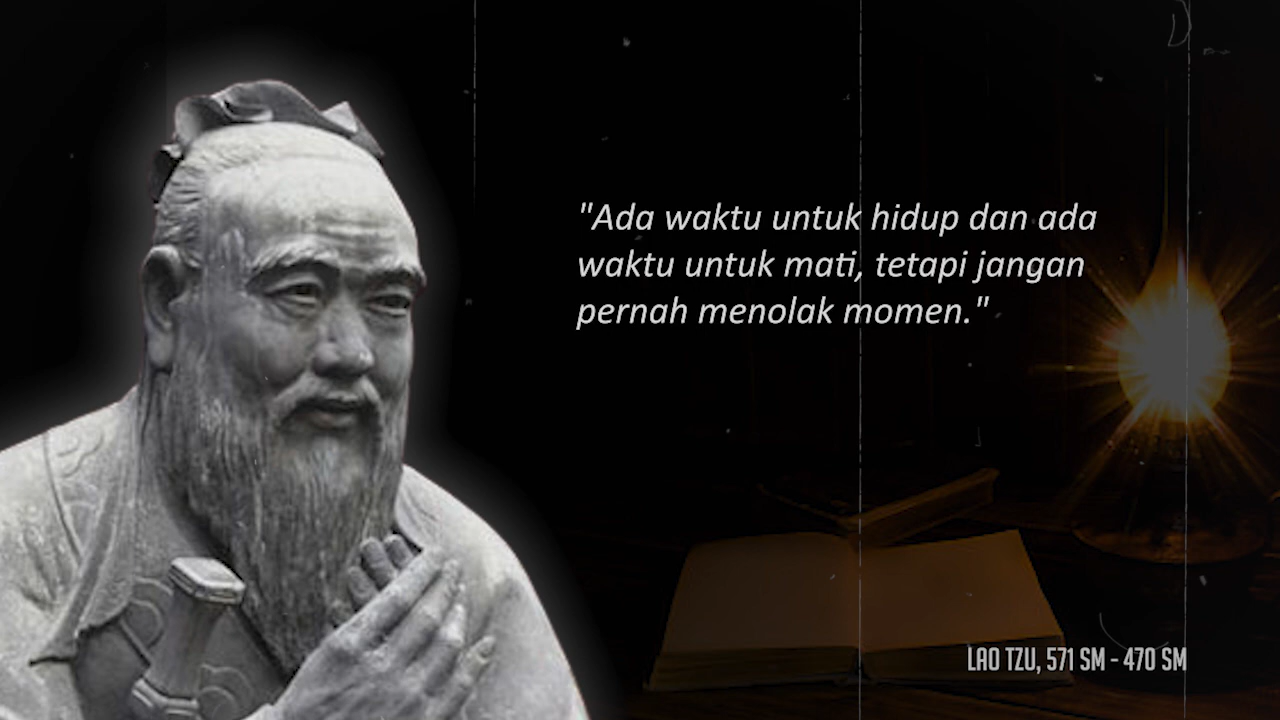 "Ada waktu untuk hidup dan ada
waktu untuk mati, tetapi jangan
pernah menolak momen."
LAO TZU, 571 SM - 470 SM